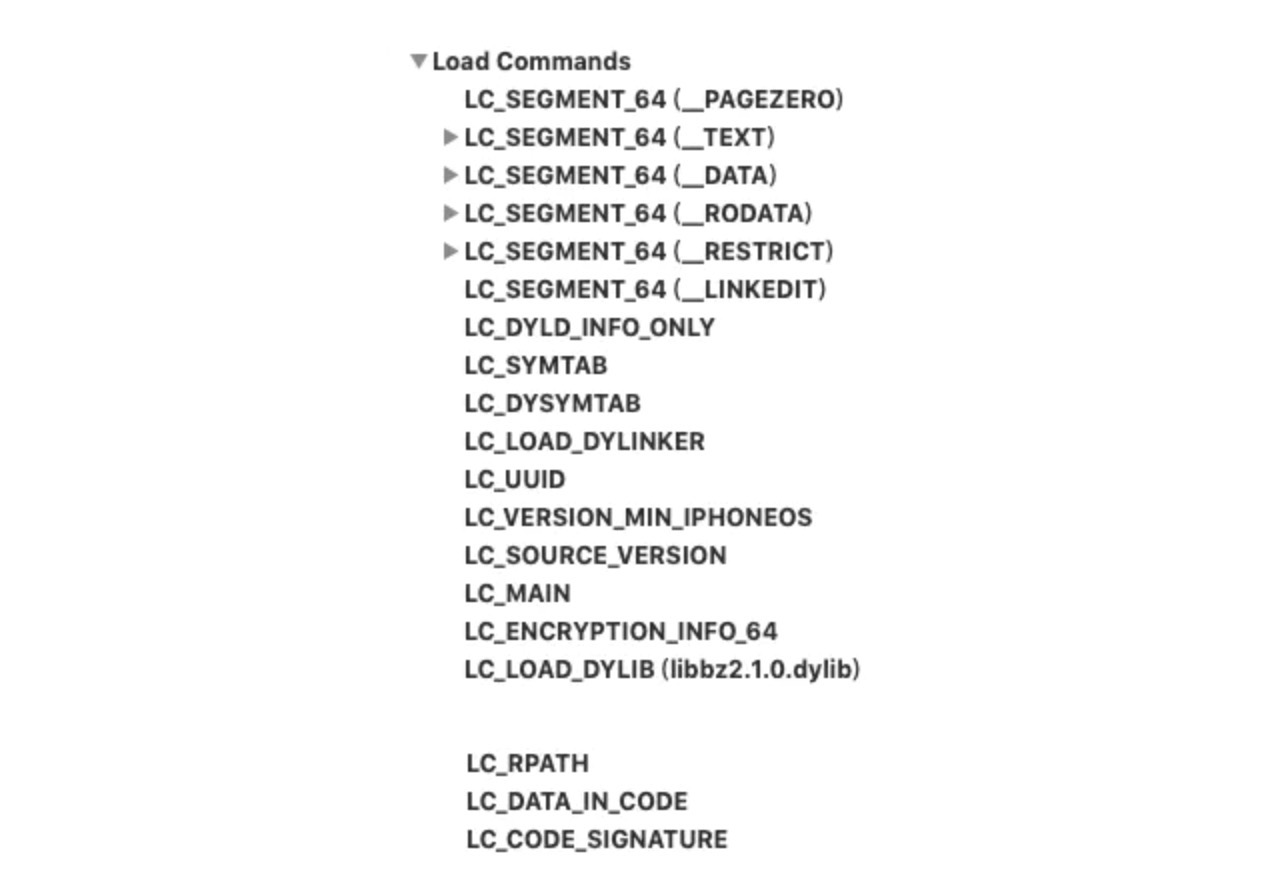 Load Commands
LC_SEGMENT_64 (__PAGEZERO)
LC_SEGMENT_64 (__TEXT)
LC_SEGMENT_64 (__DATA)
LC_SEGMENT_64 (__RODATA)
LC_SEGMENT_64 (__RESTRICT)
LC_SEGMENT_64 (__LINKEDIT)
LC_DYLD_INFO_ONLY
LC_SYMTAB
LC_DYSYMTAB
LC_LOAD_DYLINKER
LC_UUID
LC_VERSION_MIN_IPHONEOS
LC_SOURCE_VERSION
LC_MAIN
LC_ENCRYPTION_INFO_64
LC_LOAD_DYLIB (libbz2.1.0.dylib)
LC_RPATH
LC_DATA_IN_CODE
LC_CODE_SIGNATURE